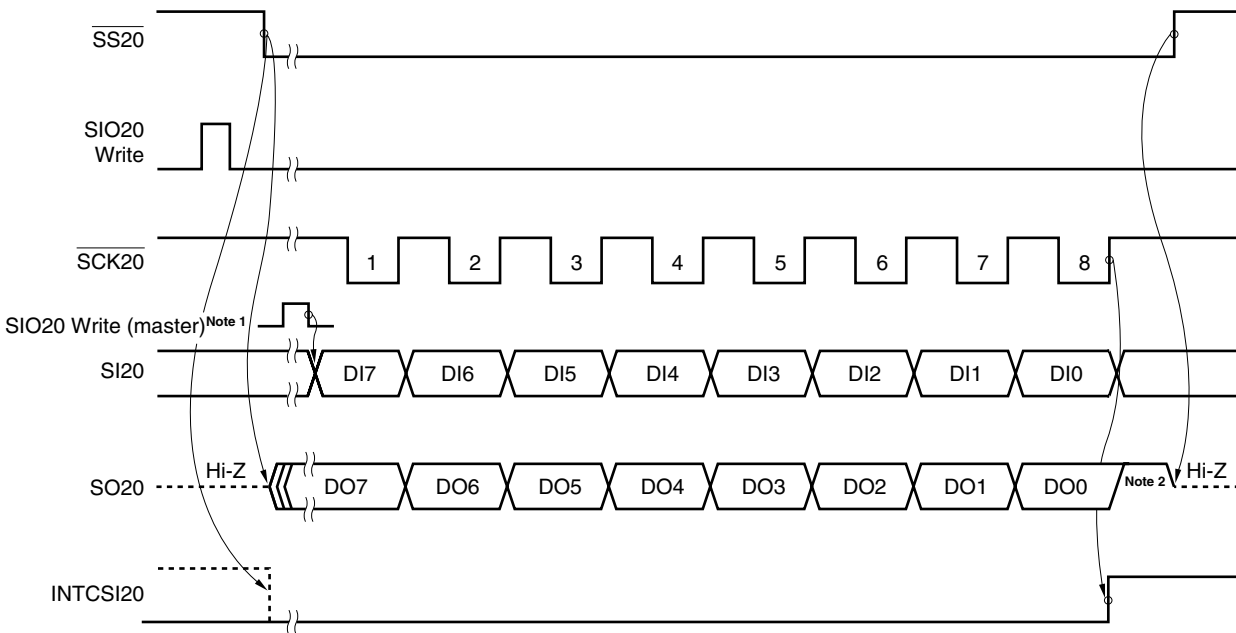 SS20
SIO20
Write
SCK20
1 2 3 4 5 6 7 8
SIO20 Write (master)Note 1
SI20
DI7 DI6 DI5 DI4 DI3 DI2 DI1 DI0
Hi-Z
SO20
DO7 DO6 DO5 DO4 DO3 DO2 DO1 DO0
Note 2
Hi-Z
INTCSI20